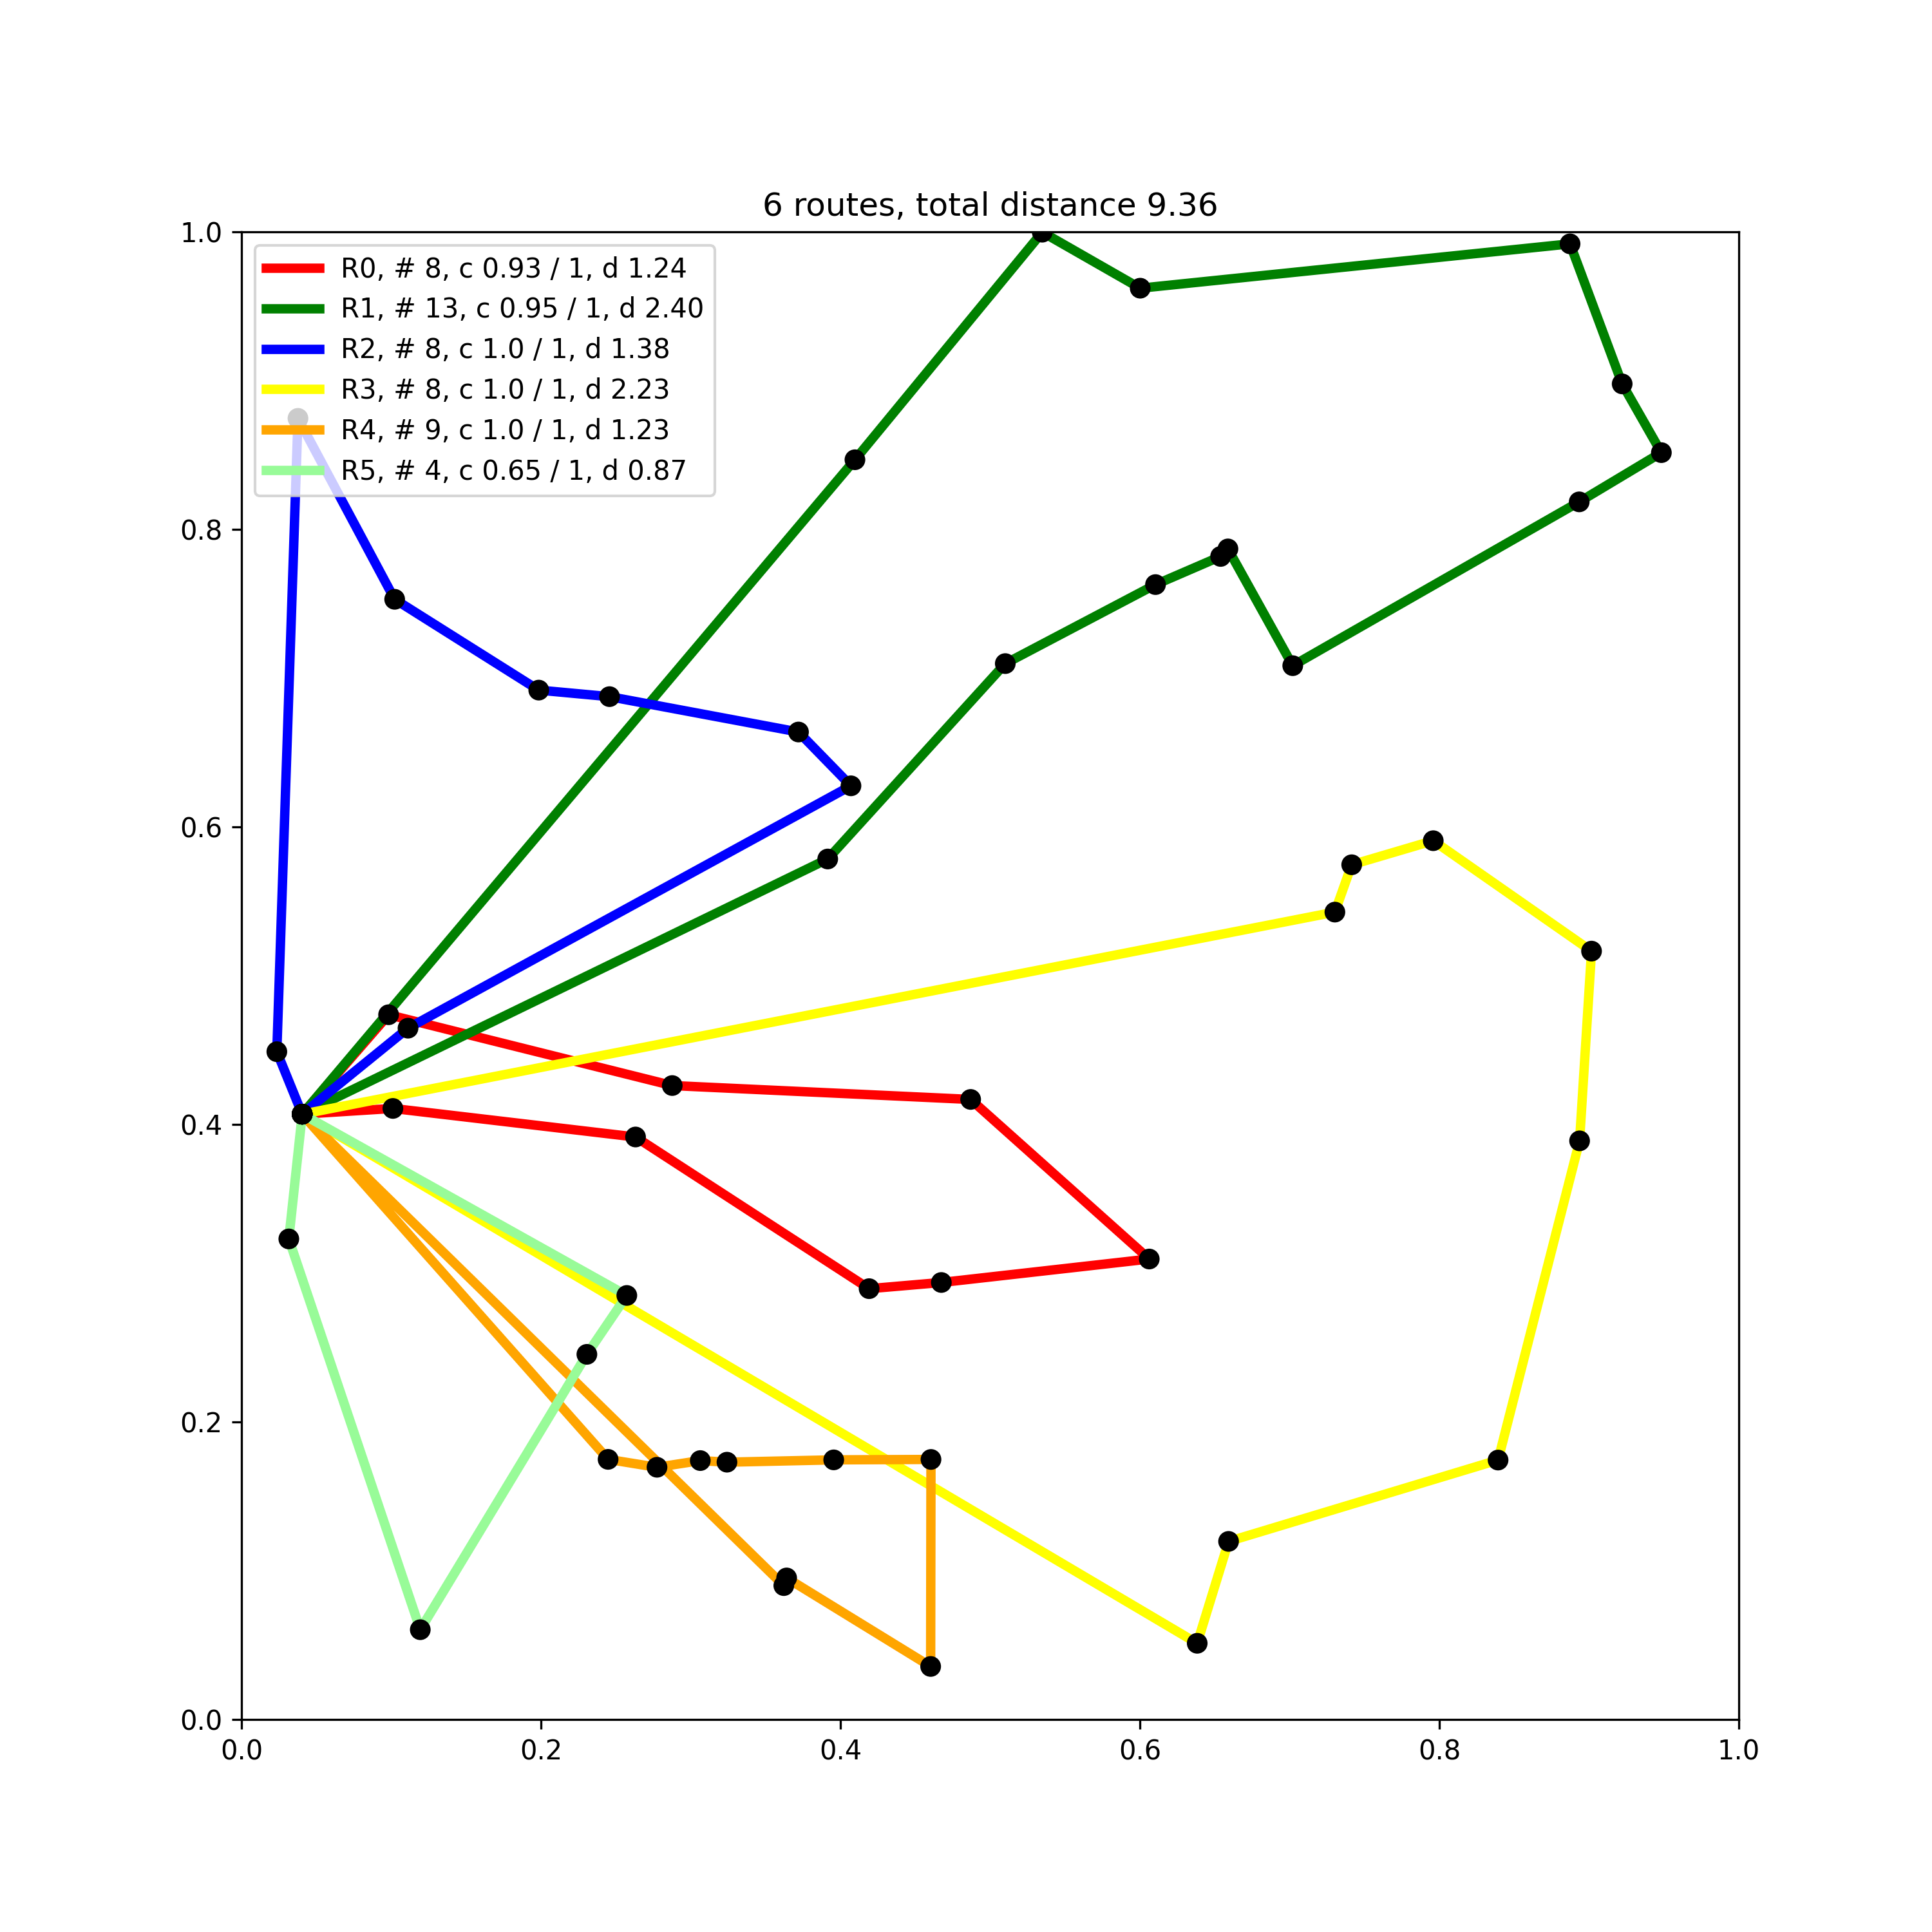 6 routes, total distance 9.36
1.0
R0, # 8, c 0.93 / 1, d 1.24
R1, # 13, c 0.95 / 1, d 2.40
R2, # 8, c 1.0 / 1, d 1.38
R3, # 8, c 1.0 / 1, d 2.23
R4, # 9, c 1.0 / 1, d 1.23
R5, # 4, c 0.65 / 1, d 0.87
0.8
0.6
0.4
0.2
0.0
0.0 0.2 0.4 0.6 0.8 1.0